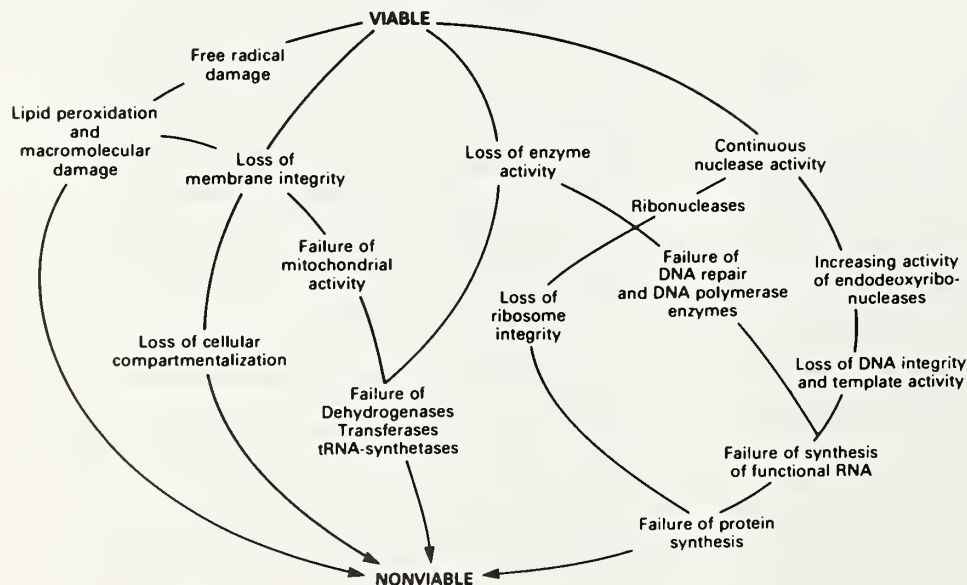 VIABLE
Free radical
damage
Lipid peroxidation
and
macromolecular
damage
Loss of
membrane integrity
Loss of enzyme
activity
Continuous
nuclease activity
Ribonucleases
Failure of
mitochondrial
activity
Failure of
DNA repair
and DNA polymerase
enzymes
Increasing activity
of endodeoxyribo-
nucleases
Loss of
ribosome
integrity
Loss of cellular
compartmentalization
Loss of DNA integrity
and template activity
Failure of
Dehydrogenases
Transferases
tRNA-synthetases
Failure of synthesis
of functional RNA
Failure of protein
synthesis
NONVIABLE